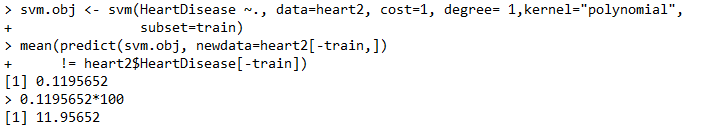 > svm.obj <- svm(HeartDisease ~., data=heart2, cost=1, degree= 1,kernel="polynomial",
+                subset=train)
> mean(predict(svm.obj, newdata=heart2[-train,])
+      != heart2$HeartDisease[-train])
[1] 0.1195652
> 0.1195652*100
[1] 11.95652